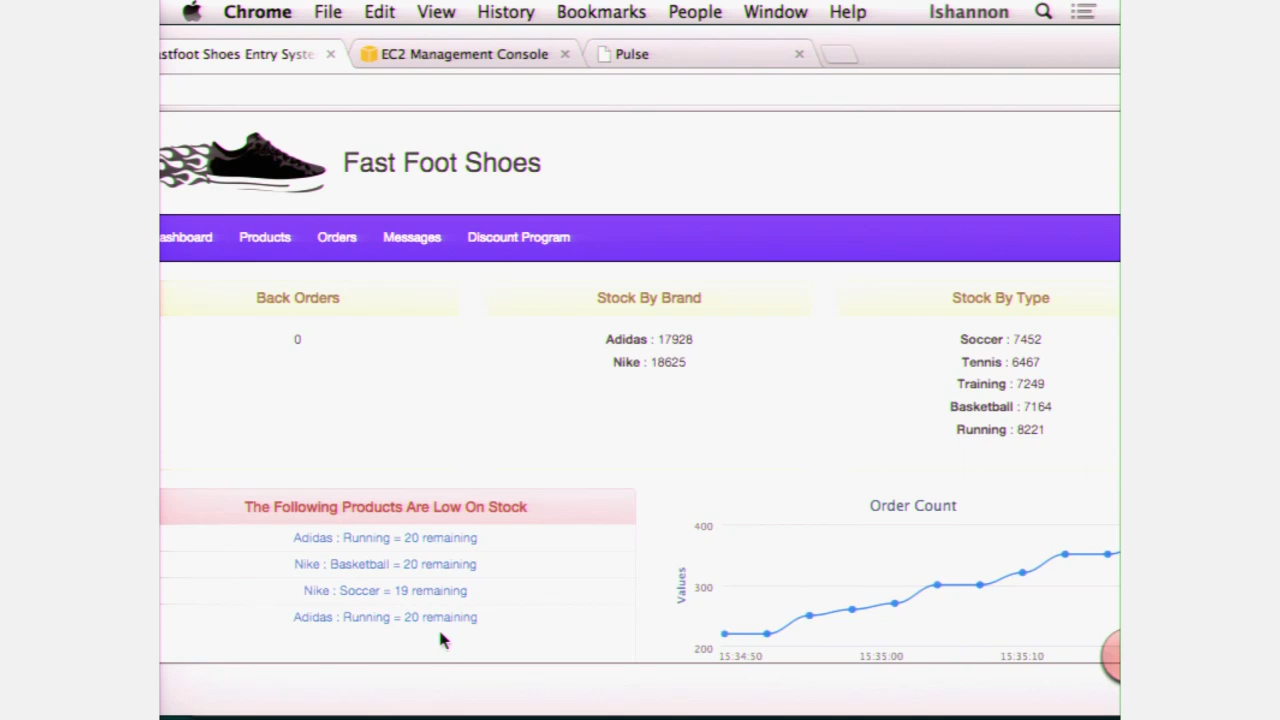 Chrome File Edit View History Bookmarks People Window Help Ishannon
astfoot Shoes Entry Syste EC2 Management Console Pulse
Fast Foot Shoes
ashboard Products Orders Messages Discount Program
Back Orders
0
Stock By Brand
Adidas : 17928
Nike : 18625
Stock By Type
Soccer : 7452
Tennis : 6467
Training : 7249
Basketball : 7164
Running : 8221
The Following Products Are Low On Stock
Adidas : Running = 20 remaining
Nike : Basketball = 20 remaining
Nike : Soccer = 19 remaining
Adidas : Running = 20 remaining
Order Count
400
300
200
Values
15:34:50 15:35:00 15:35:10